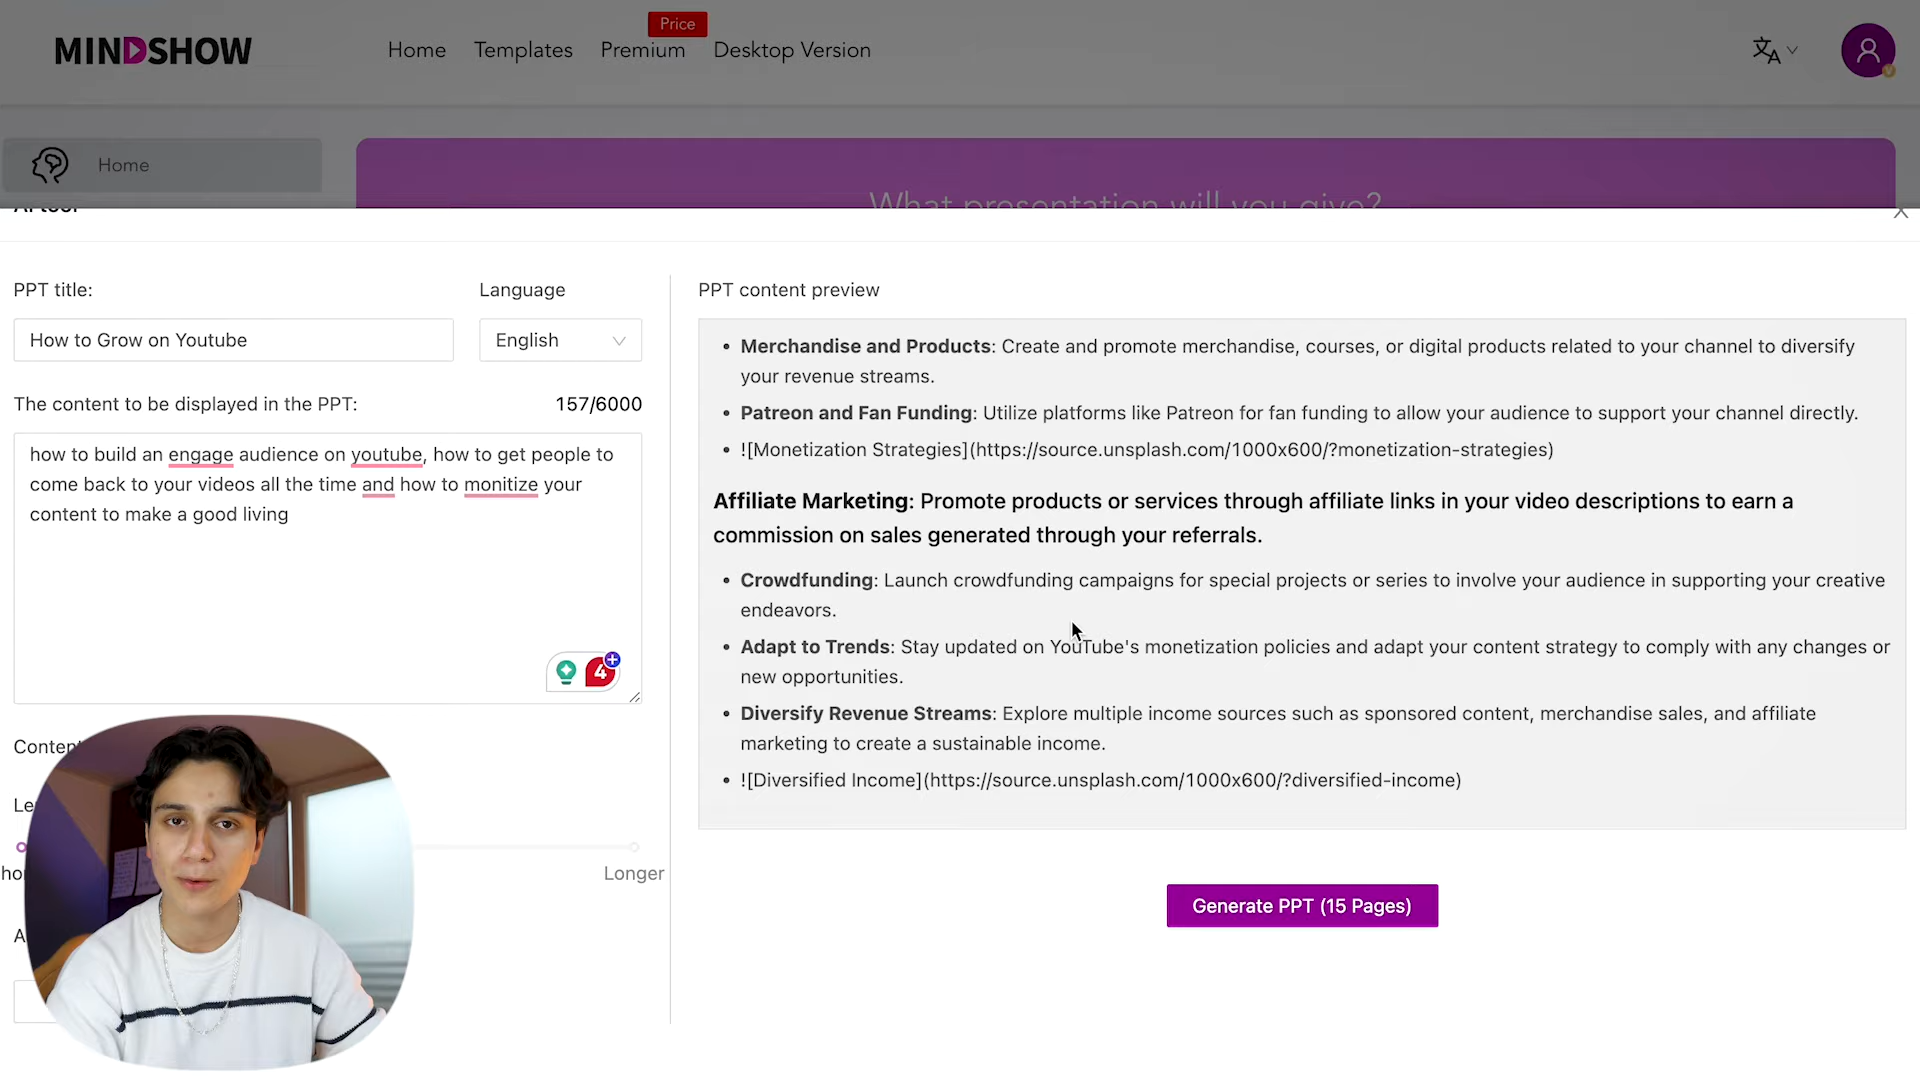 Price
MINDSHOW
Home
Templates
Premium
Desktop Version
Home
What presentation will you give?
AI tool
PPT title:
Language
How to Grow on Youtube
English
The content to be displayed in the PPT:
157/6000
how to build an engage audience on youtube, how to get people to
come back to your videos all the time and how to monitize your
content to make a good living
4
Content
Longer
PPT content preview
• Merchandise and Products: Create and promote merchandise, courses, or digital products related to your channel to diversify
your revenue streams.
• Patreon and Fan Funding: Utilize platforms like Patreon for fan funding to allow your audience to support your channel directly.
• ![Monetization Strategies](https://source.unsplash.com/1000x600/?monetization-strategies)
Affiliate Marketing: Promote products or services through affiliate links in your video descriptions to earn a
commission on sales generated through your referrals.
• Crowdfunding: Launch crowdfunding campaigns for special projects or series to involve your audience in supporting your creative
endeavors.
• Adapt to Trends: Stay updated on YouTube's monetization policies and adapt your content strategy to comply with any changes or
new opportunities.
• Diversify Revenue Streams: Explore multiple income sources such as sponsored content, merchandise sales, and affiliate
marketing to create a sustainable income.
• ![Diversified Income](https://source.unsplash.com/1000x600/?diversified-income)
Generate PPT (15 Pages)